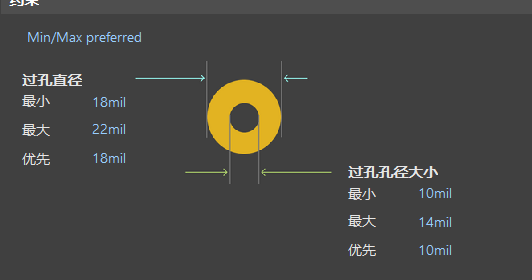 约束
Min/Max preferred
过孔直径
最小 18mil
最大 22mil
优先 18mil
过孔孔径大小
最小 10mil
最大 14mil
优先 10mil